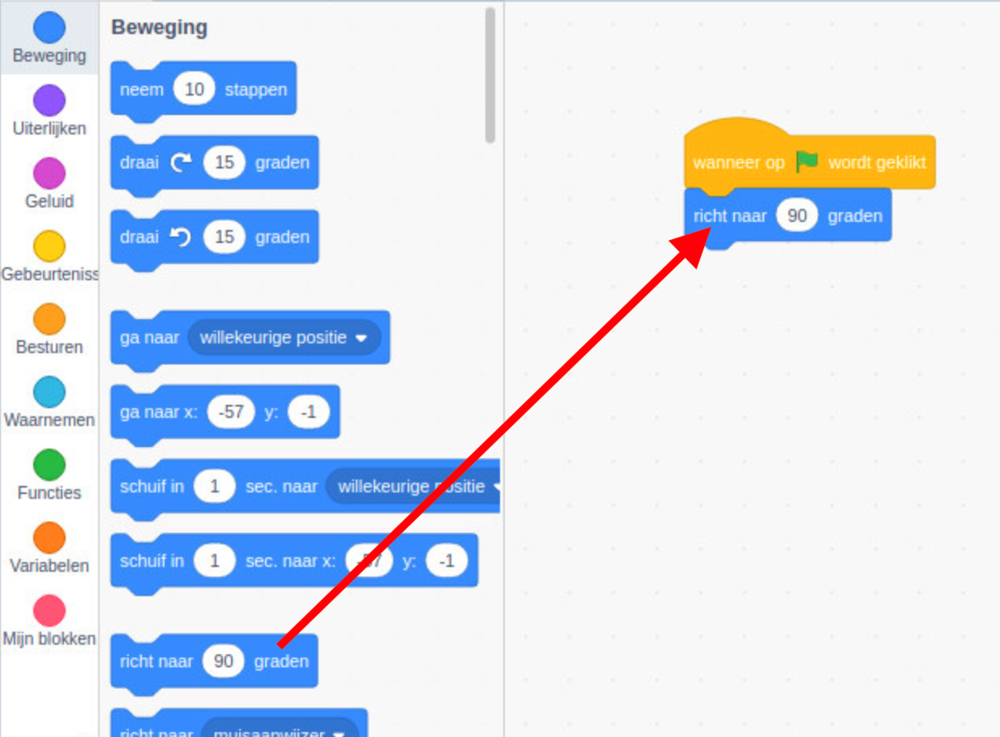 Beweging
Uiterlijken
Geluid
Gebeurteniss
Besturen
Waarnemen
Functies
Variabelen
Mijn blokken
Beweging
neem 10 stappen
draai 15 graden
draai 15 graden
ga naar willekeurige positie
ga naar x: -57 y: -1
schuif in 1 sec. naar willekeurige positie
schuif in 1 sec. naar x: -57 y: -1
richt naar 90 graden
richt naar muisaanwijzer
wanneer op wordt geklikt
richt naar 90 graden